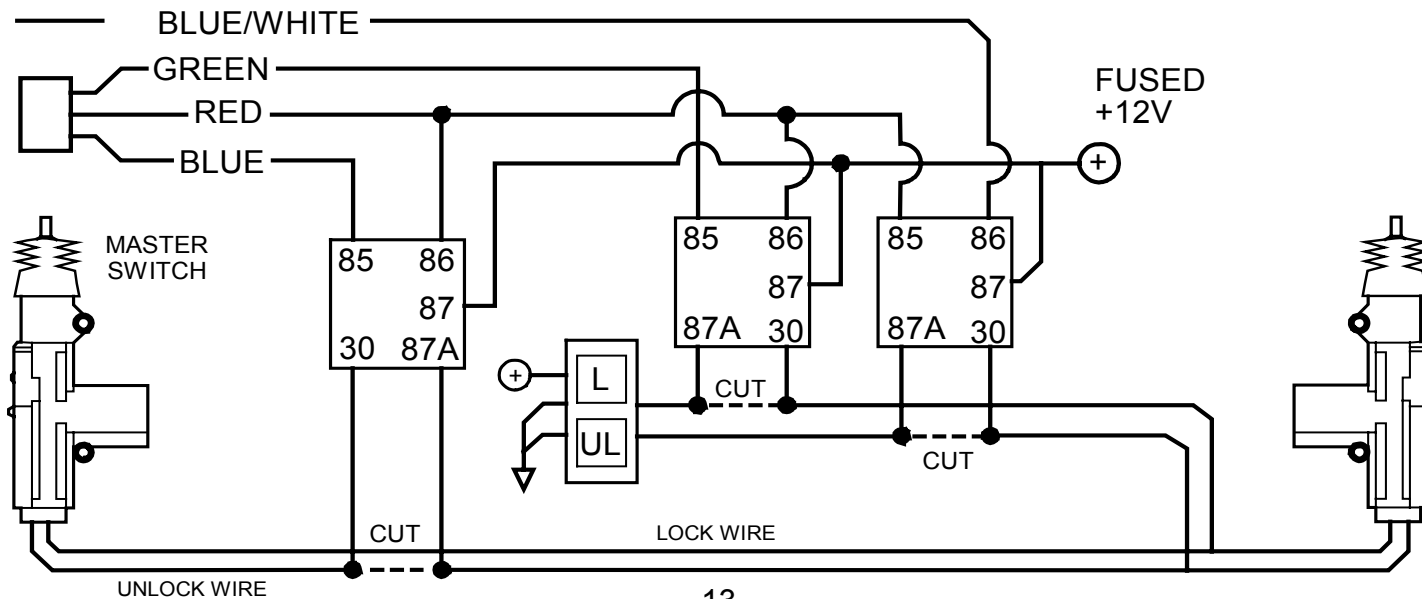 BLUE/WHITE
GREEN
RED
BLUE
FUSED
+12V
+
MASTER
SWITCH
85 86
87
30 87A
85 86
87
87A 30
85 86
87
87A 30
+
L
UL
CUT
CUT
CUT
LOCK WIRE
UNLOCK WIRE